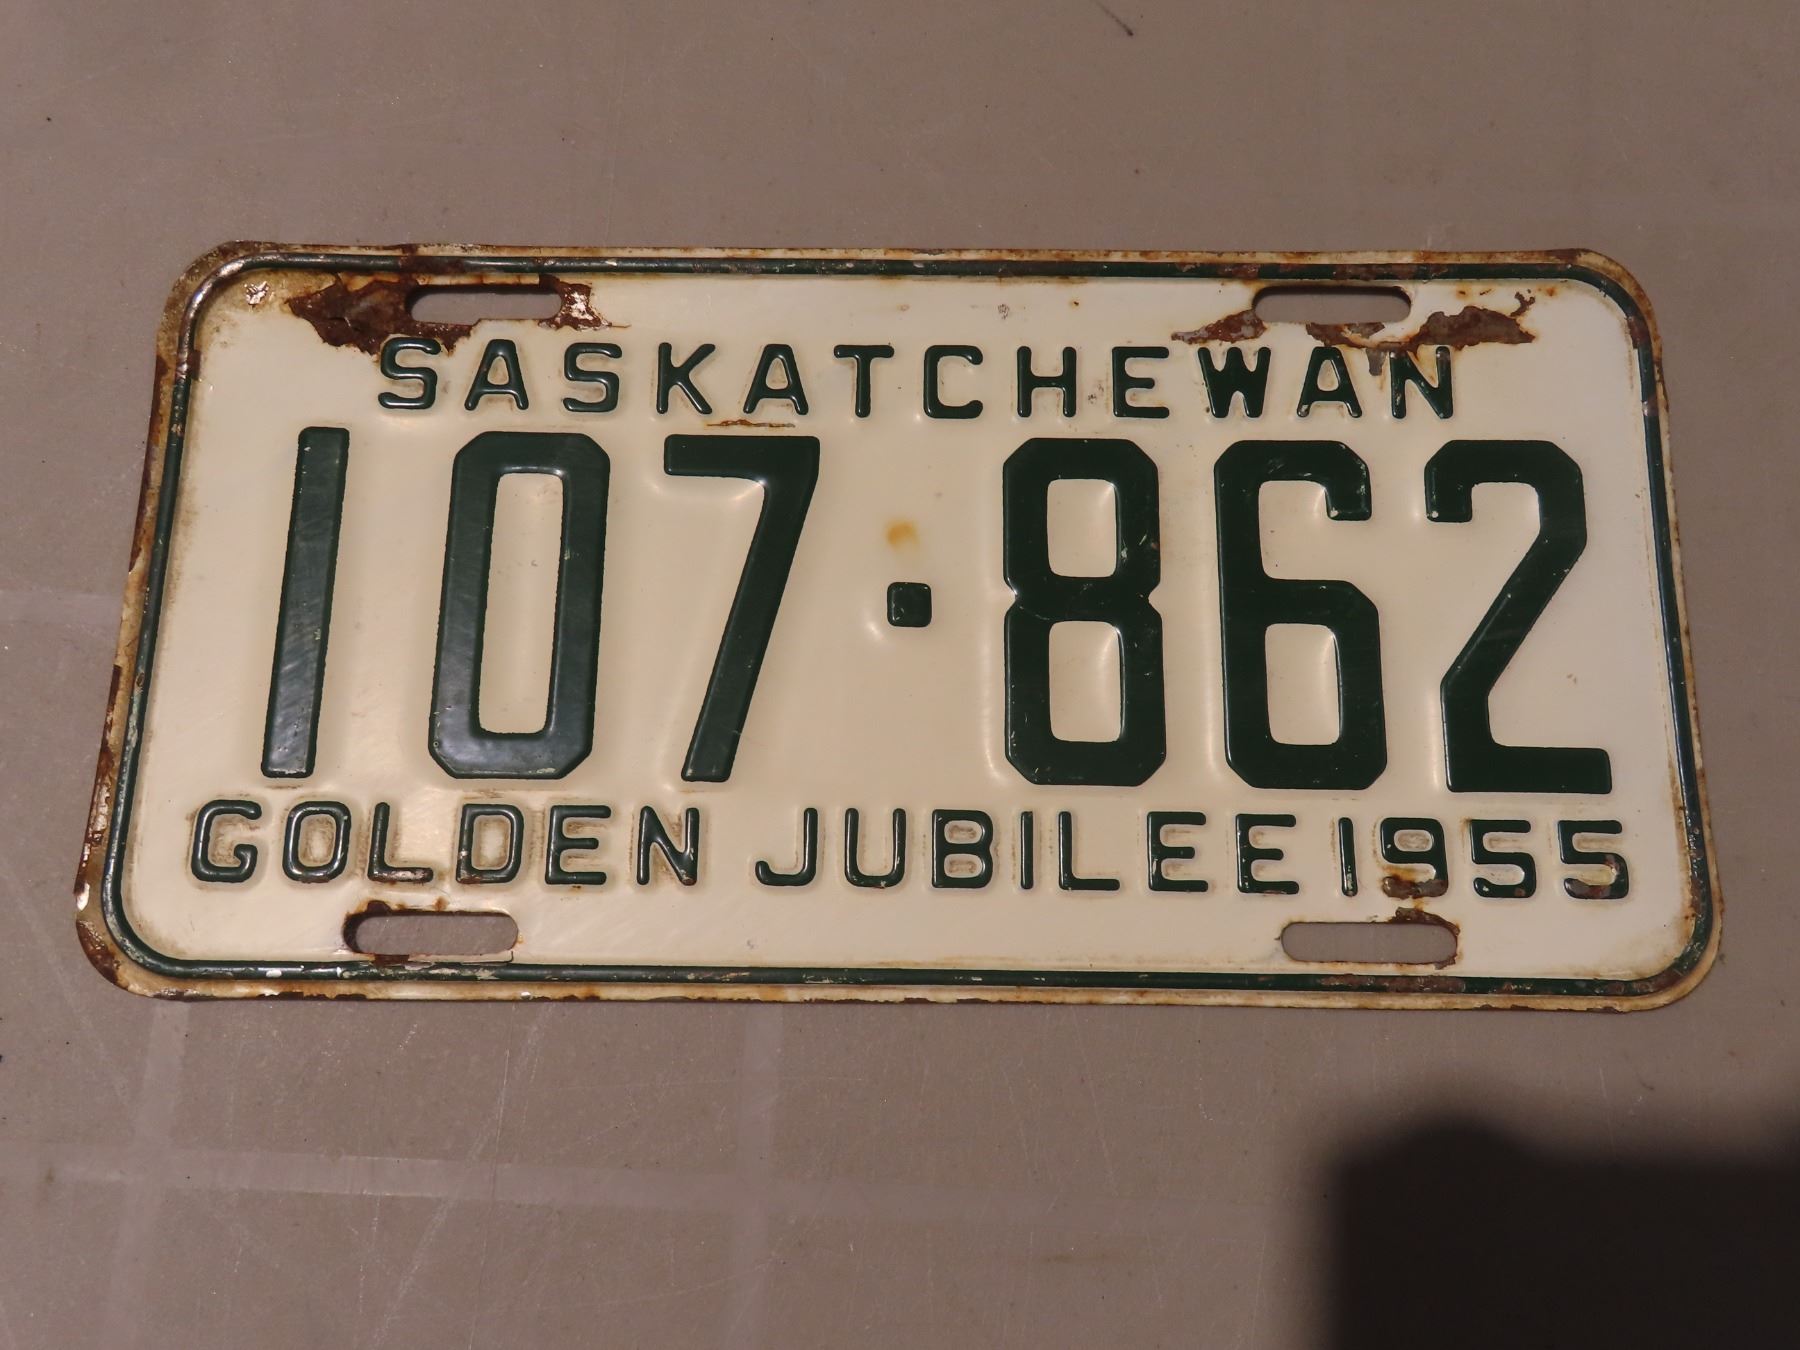 SASKATCHEWAN
107·862
GOLDEN JUBILEE 1955